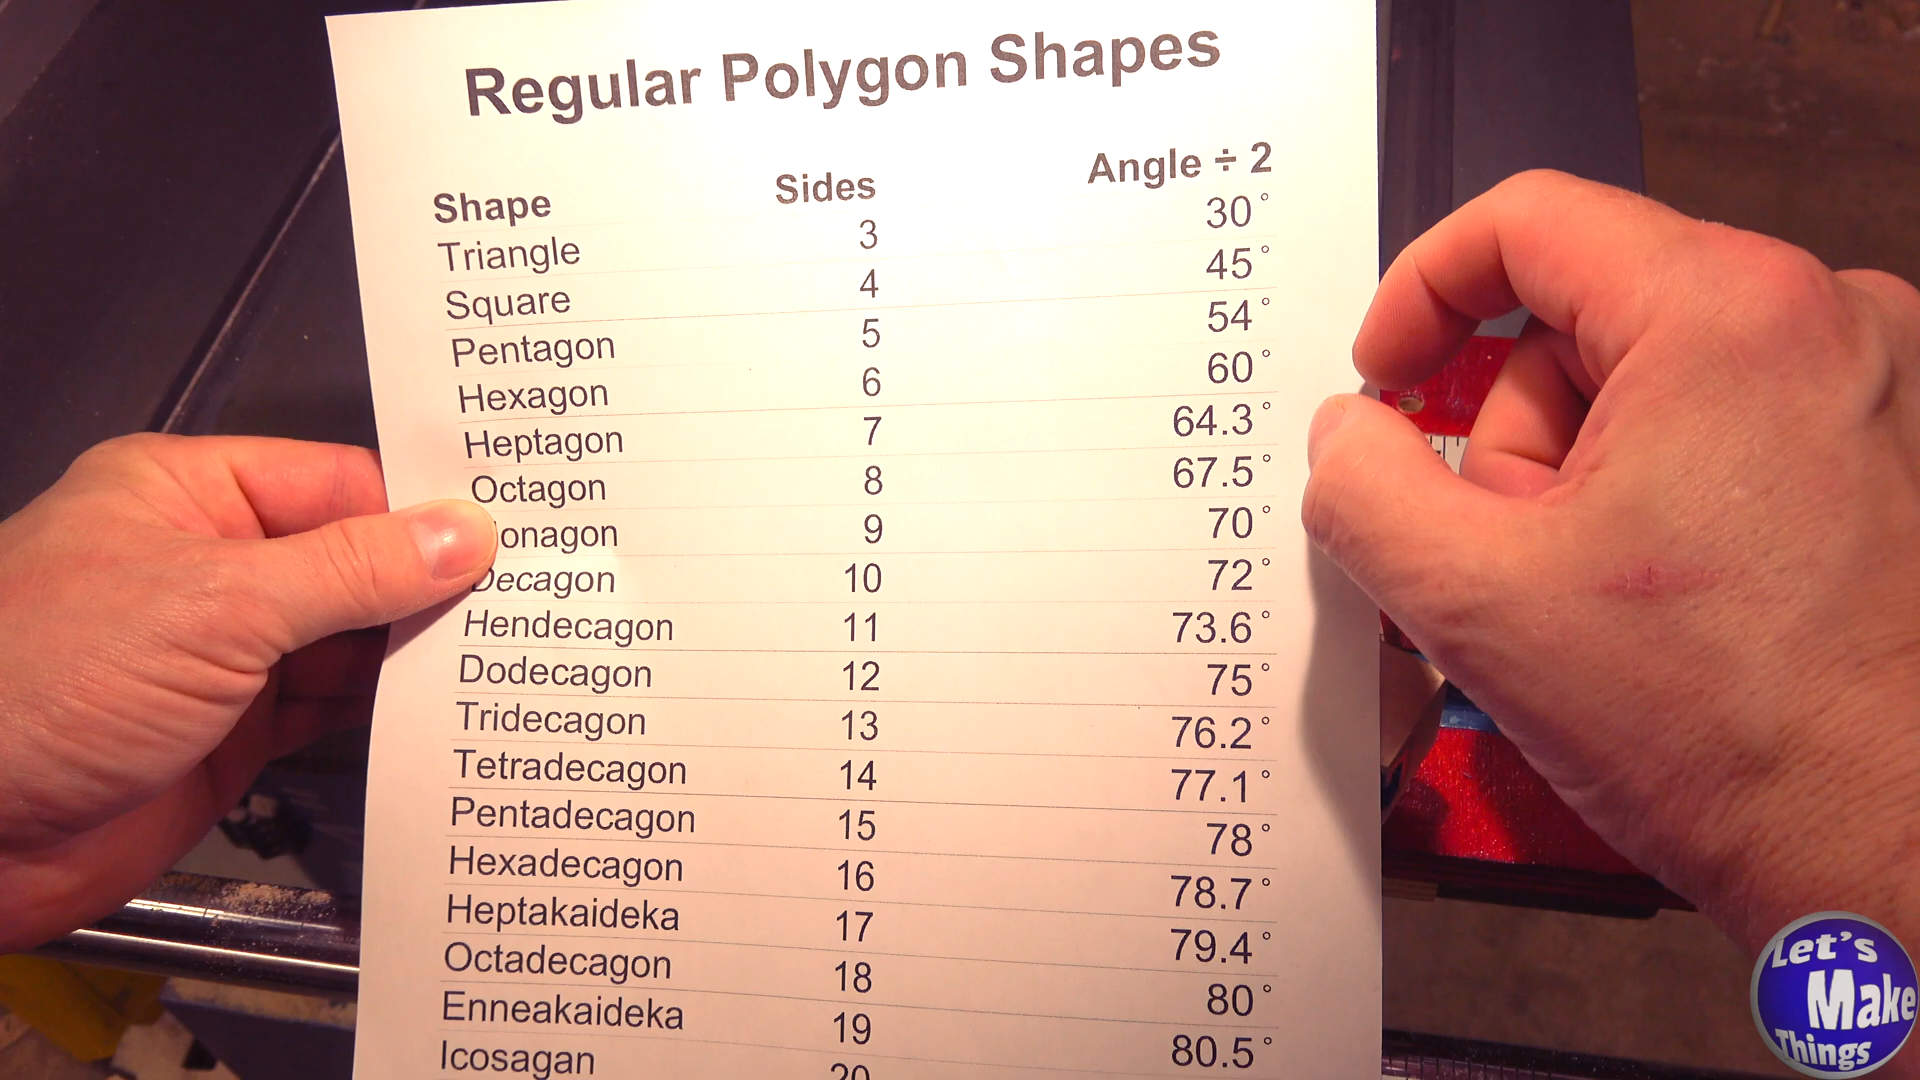 Regular Polygon Shapes
Shape Sides Angle ÷ 2
Triangle 3 30°
Square 4 45°
Pentagon 5 54°
Hexagon 6 60°
Heptagon 7 64.3°
Octagon 8 67.5°
onagon 9 70°
Decagon 10 72°
Hendecagon 11 73.6°
Dodecagon 12 75°
Tridecagon 13 76.2°
Tetradecagon 14 77.1°
Pentadecagon 15 78°
Hexadecagon 16 78.7°
Heptakaideka 17 79.4°
Octadecagon 18 80°
Enneakaideka 19 80.5°
Icosagan 20
Let's
Make
Things